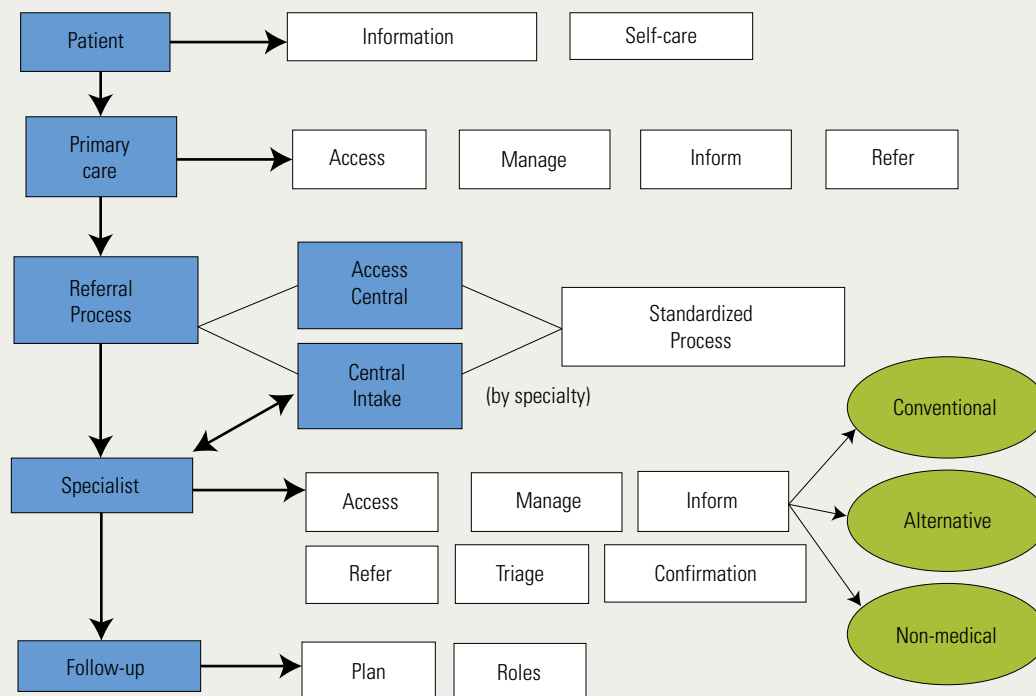 Patient
Information
Self-care
Primary
care
Access
Manage
Inform
Refer
Referral
Process
Access
Central
Standardized
Process
Central
Intake
(by specialty)
Conventional
Specialist
Access
Manage
Inform
Alternative
Refer
Triage
Confirmation
Non-medical
Follow-up
Plan
Roles